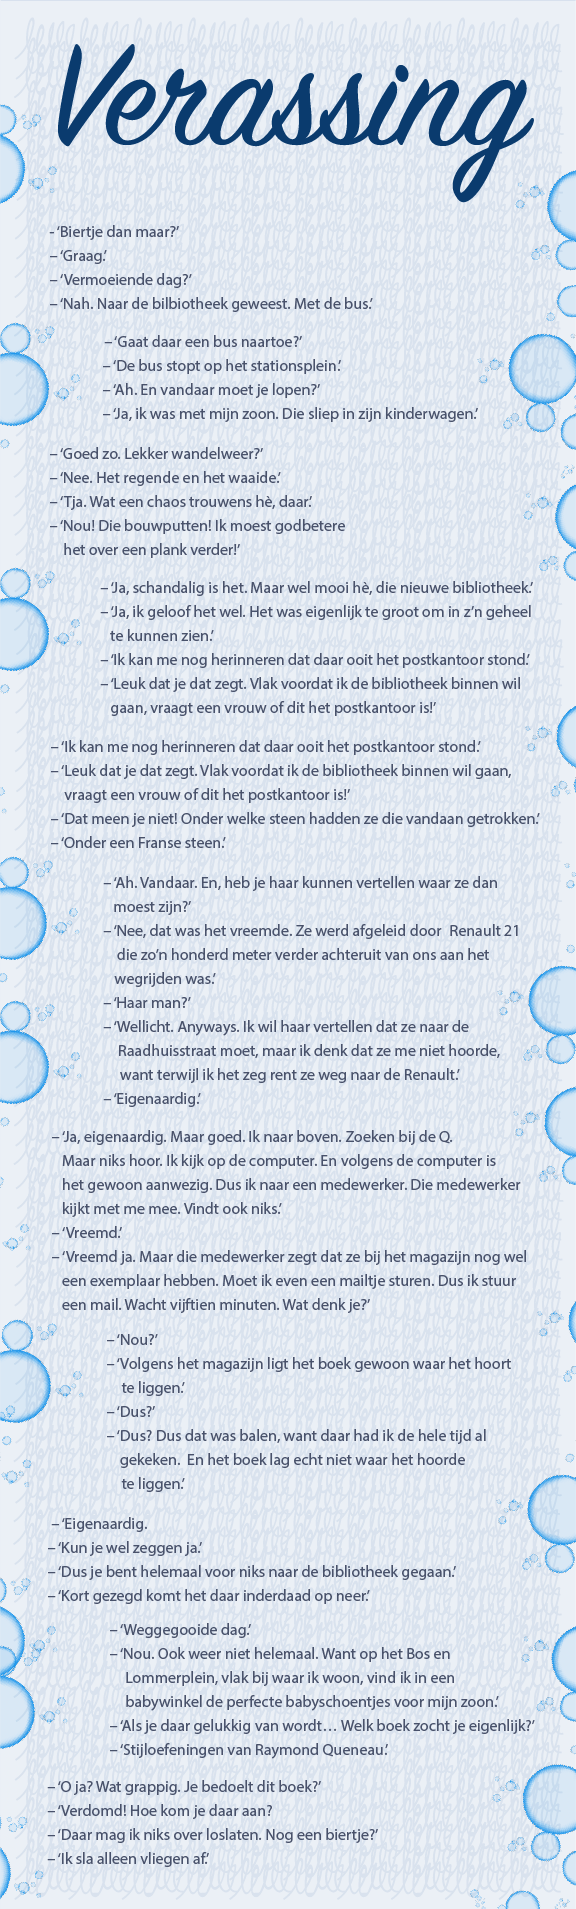 Verassing
- ‘Biertje dan maar?’
– ‘Graag.’
– ‘Vermoeiende dag?’
– ‘Nah. Naar de bilbiotheek geweest. Met de bus.’
– ‘Gaat daar een bus naartoe?’
– ‘De bus stopt op het stationsplein.’
– ‘Ah. En vandaar moet je lopen?’
– ‘Ja, ik was met mijn zoon. Die sliep in zijn kinderwagen.’
– ‘Goed zo. Lekker wandelweer?’
– ‘Nee. Het regende en het waaide.’
– ‘Tja. Wat een chaos trouwens hè, daar.’
– ‘Nou! Die bouwputten! Ik moest godbetere
het over een plank verder!’
– ‘Ja, schandalig is het. Maar wel mooi hè, die nieuwe bibliotheek.’
– ‘Ja, ik geloof het wel. Het was eigenlijk te groot om in z’n geheel
te kunnen zien.’
– ‘Ik kan me nog herinneren dat daar ooit het postkantoor stond.’
– ‘Leuk dat je dat zegt. Vlak voordat ik de bibliotheek binnen wil
gaan, vraagt een vrouw of dit het postkantoor is!’
– ‘Ik kan me nog herinneren dat daar ooit het postkantoor stond.’
– ‘Leuk dat je dat zegt. Vlak voordat ik de bibliotheek binnen wil gaan,
vraagt een vrouw of dit het postkantoor is!’
– ‘Dat meen je niet! Onder welke steen hadden ze die vandaan getrokken.’
– ‘Onder een Franse steen.’
– ‘Ah. Vandaar. En, heb je haar kunnen vertellen waar ze dan
moest zijn?’
– ‘Nee, dat was het vreemde. Ze werd afgeleid door Renault 21
die zo’n honderd meter verder achteruit van ons aan het
wegrijden was.’
– ‘Haar man?’
– ‘Wellicht. Anyways. Ik wil haar vertellen dat ze naar de
Raadhuisstraat moet, maar ik denk dat ze me niet hoorde,
want terwijl ik het zeg rent ze weg naar de Renault.’
– ‘Eigenaardig.’
– ‘Ja, eigenaardig. Maar goed. Ik naar boven. Zoeken bij de Q.
Maar niks hoor. Ik kijk op de computer. En volgens de computer is
het gewoon aanwezig. Dus ik naar een medewerker. Die medewerker
kijkt met me mee. Vindt ook niks.’
– ‘Vreemd.’
– ‘Vreemd ja. Maar die medewerker zegt dat ze bij het magazijn nog wel
een exemplaar hebben. Moet ik even een mailtje sturen. Dus ik stuur
een mail. Wacht vijftien minuten. Wat denk je?’
– ‘Nou?’
– ‘Volgens het magazijn ligt het boek gewoon waar het hoort
te liggen.’
– ‘Dus?’
– ‘Dus? Dus dat was balen, want daar had ik de hele tijd al
gekeken. En het boek lag echt niet waar het hoorde
te liggen.’
– ‘Eigenaardig.
– ‘Kun je wel zeggen ja.’
– ‘Dus je bent helemaal voor niks naar de bibliotheek gegaan.’
– ‘Kort gezegd komt het daar inderdaad op neer.’
– ‘Weggegooide dag.’
– ‘Nou. Ook weer niet helemaal. Want op het Bos en
Lommerplein, vlak bij waar ik woon, vind ik in een
babywinkel de perfecte babyschoentjes voor mijn zoon.’
– ‘Als je daar gelukkig van wordt… Welk boek zocht je eigenlijk?’
– ‘Stijloefeningen van Raymond Queneau.’
– ‘O ja? Wat grappig. Je bedoelt dit boek?’
– ‘Verdomd! Hoe kom je daar aan?
– ‘Daar mag ik niks over loslaten. Nog een biertje?’
– ‘Ik sla alleen vliegen af.’